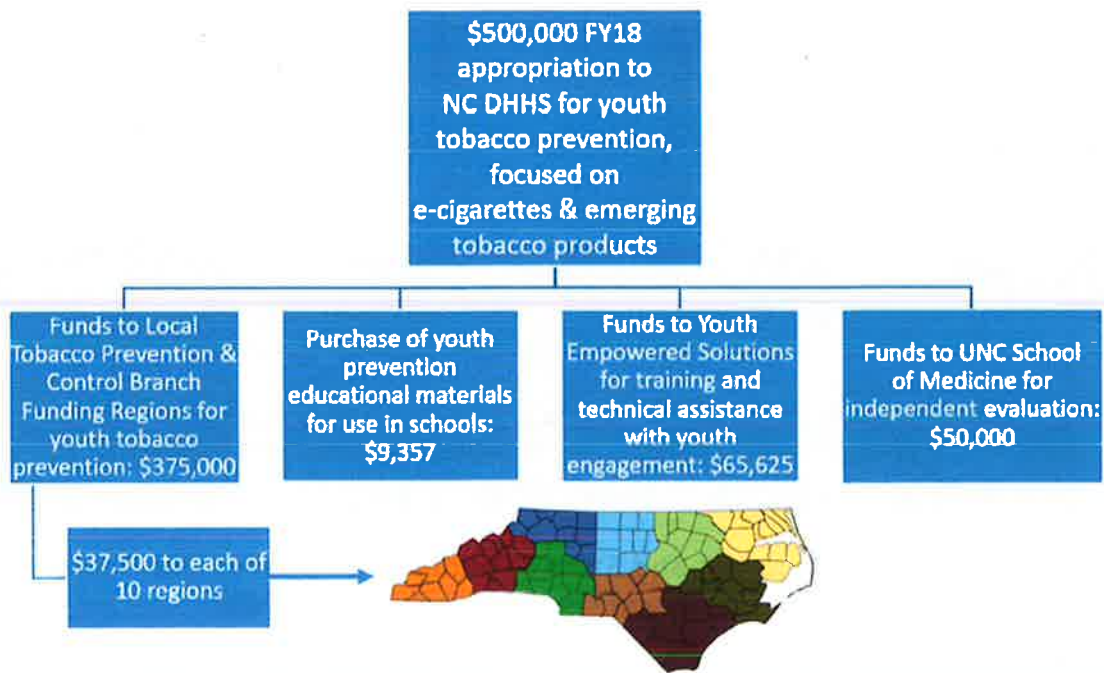 $500,000 FY18
appropriation to
NC DHHS for youth
tobacco prevention,
focused on
e-cigarettes & emerging
tobacco products
Funds to Local
Tobacco Prevention &
Control Branch
Funding Regions for
youth tobacco
prevention: $375,000
Purchase of youth
prevention
educational materials
for use in schools:
$9,357
Funds to Youth
Empowered Solutions
for training and
technical assistance
with youth
engagement: $65,625
Funds to UNC School
of Medicine for
independent evaluation:
$50,000
$37,500 to each of
10 regions